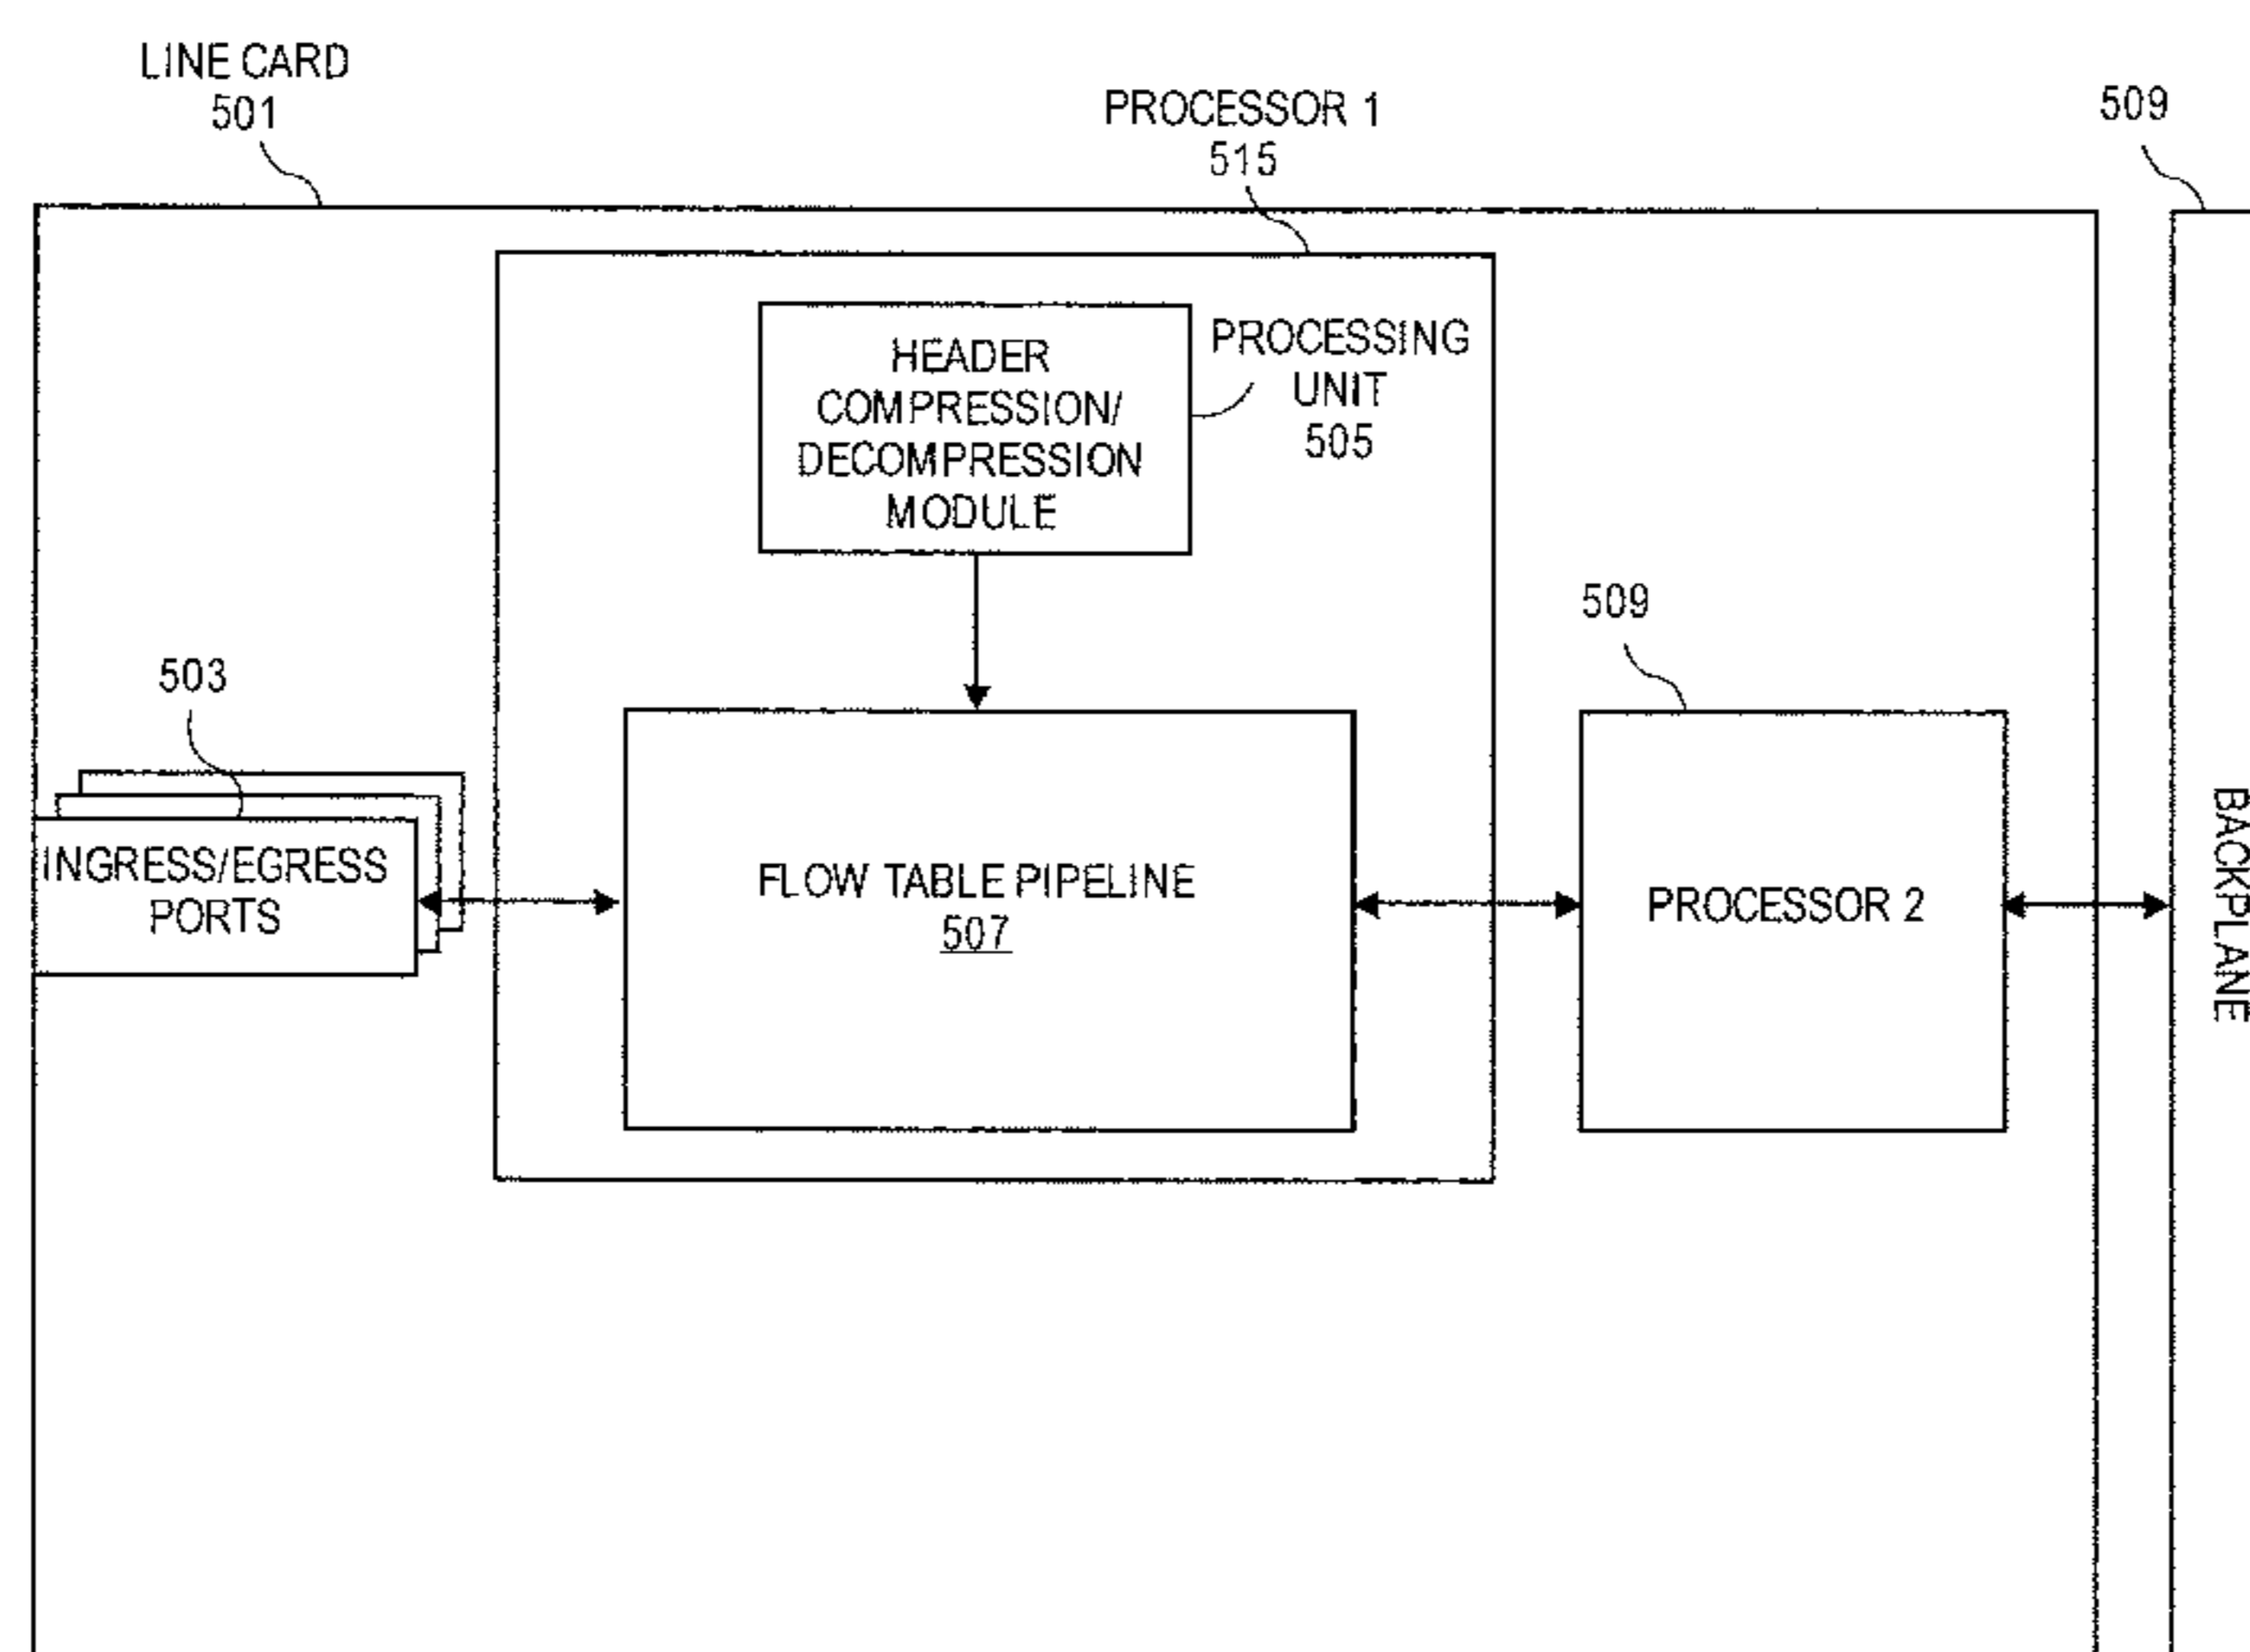 LINE CARD
501
PROCESSOR 1
515
509
HEADER
COMPRESSION/
DECOMPRESSION
MODULE
PROCESSING
UNIT
505
503
509
INGRESS/EGRESS
PORTS
FLOW TABLE PIPELINE
507
PROCESSOR 2
BACKPLANE